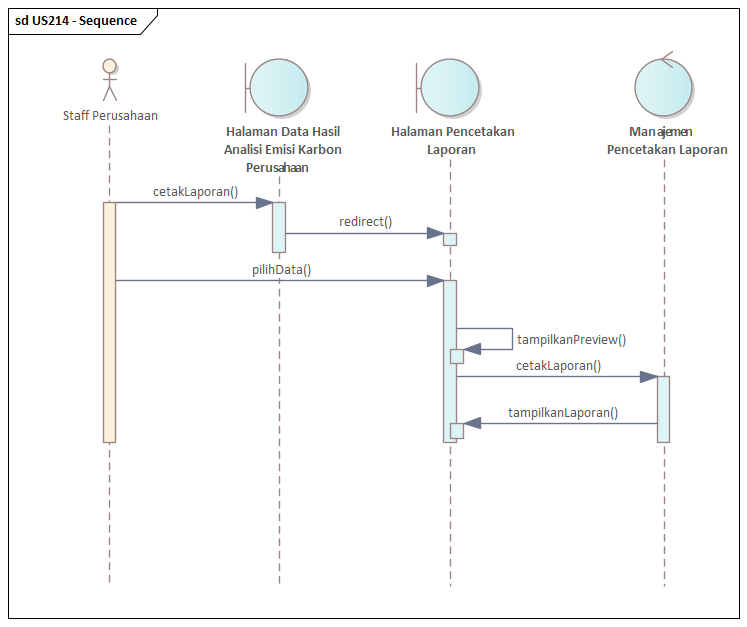 sd US214 - Sequence
Staff Perusahaan
Halaman Data Hasil
Analisi Emisi Karbon
Perusahaan
Halaman Pencetakan
Laporan
Manajemen
Pencetakan Laporan
cetakLaporan()
redirect()
pilihData()
tampilkanPreview()
cetakLaporan()
tampilkanLaporan()